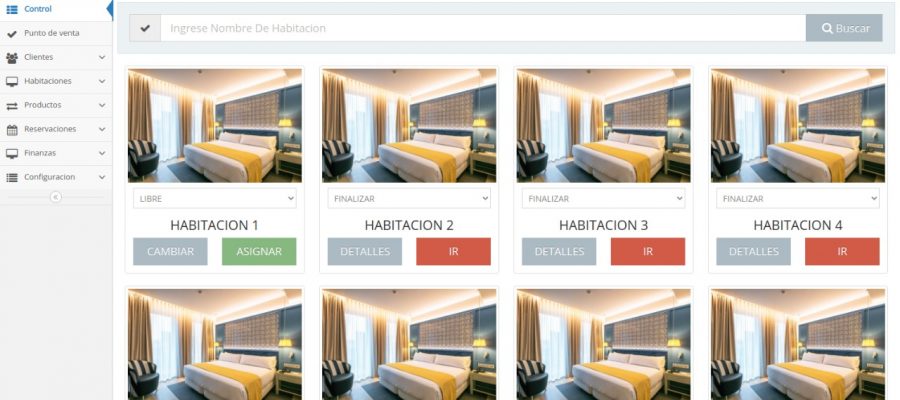 Control
Punto de venta
Clientes
Habitaciones
Productos
Reservaciones
Finanzas
Configuracion
Ingrese Nombre De Habitacion
Buscar
LIBRE
FINALIZAR
FINALIZAR
FINALIZAR
HABITACION 1
HABITACION 2
HABITACION 3
HABITACION 4
CAMBIAR
ASIGNAR
DETALLES
IR
DETALLES
IR
DETALLES
IR